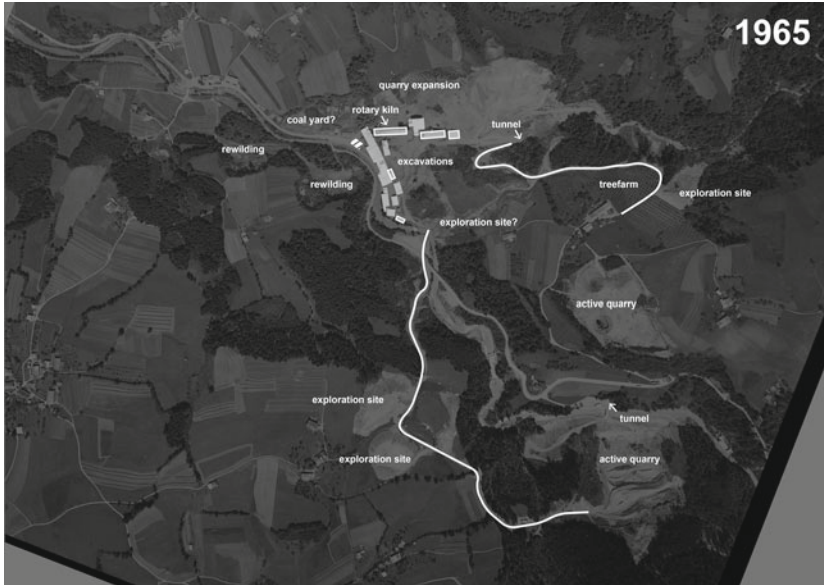 1965
quarry expansion
rotary kiln
coal yard?
tunnel
rewilding
excavations
rewilding
treefarm
exploration site
exploration site?
active quarry
exploration site
tunnel
exploration site
active quarry